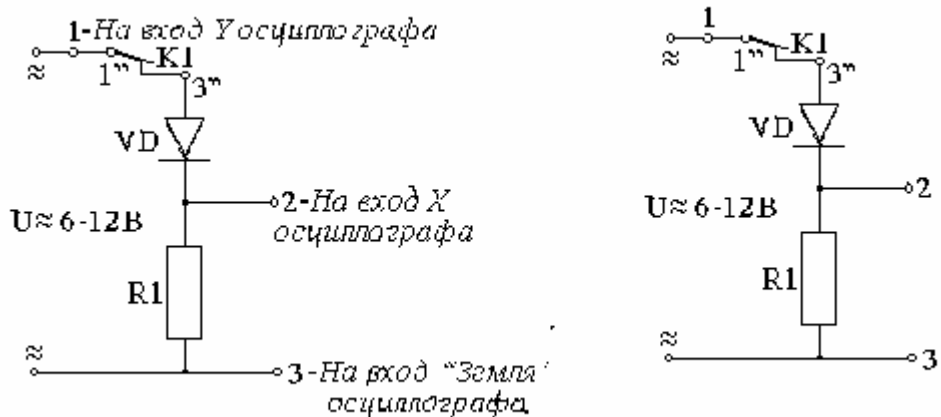 1-На вход Y осциллографа
≈
1"
K1
3"
VD
2-На вход X
осциллографа
U≈6-12В
R1
≈
3-На вход "Земля"
осциллографа.
1
≈
1"
K1
3"
VD
2
U≈6-12В
R1
≈
3